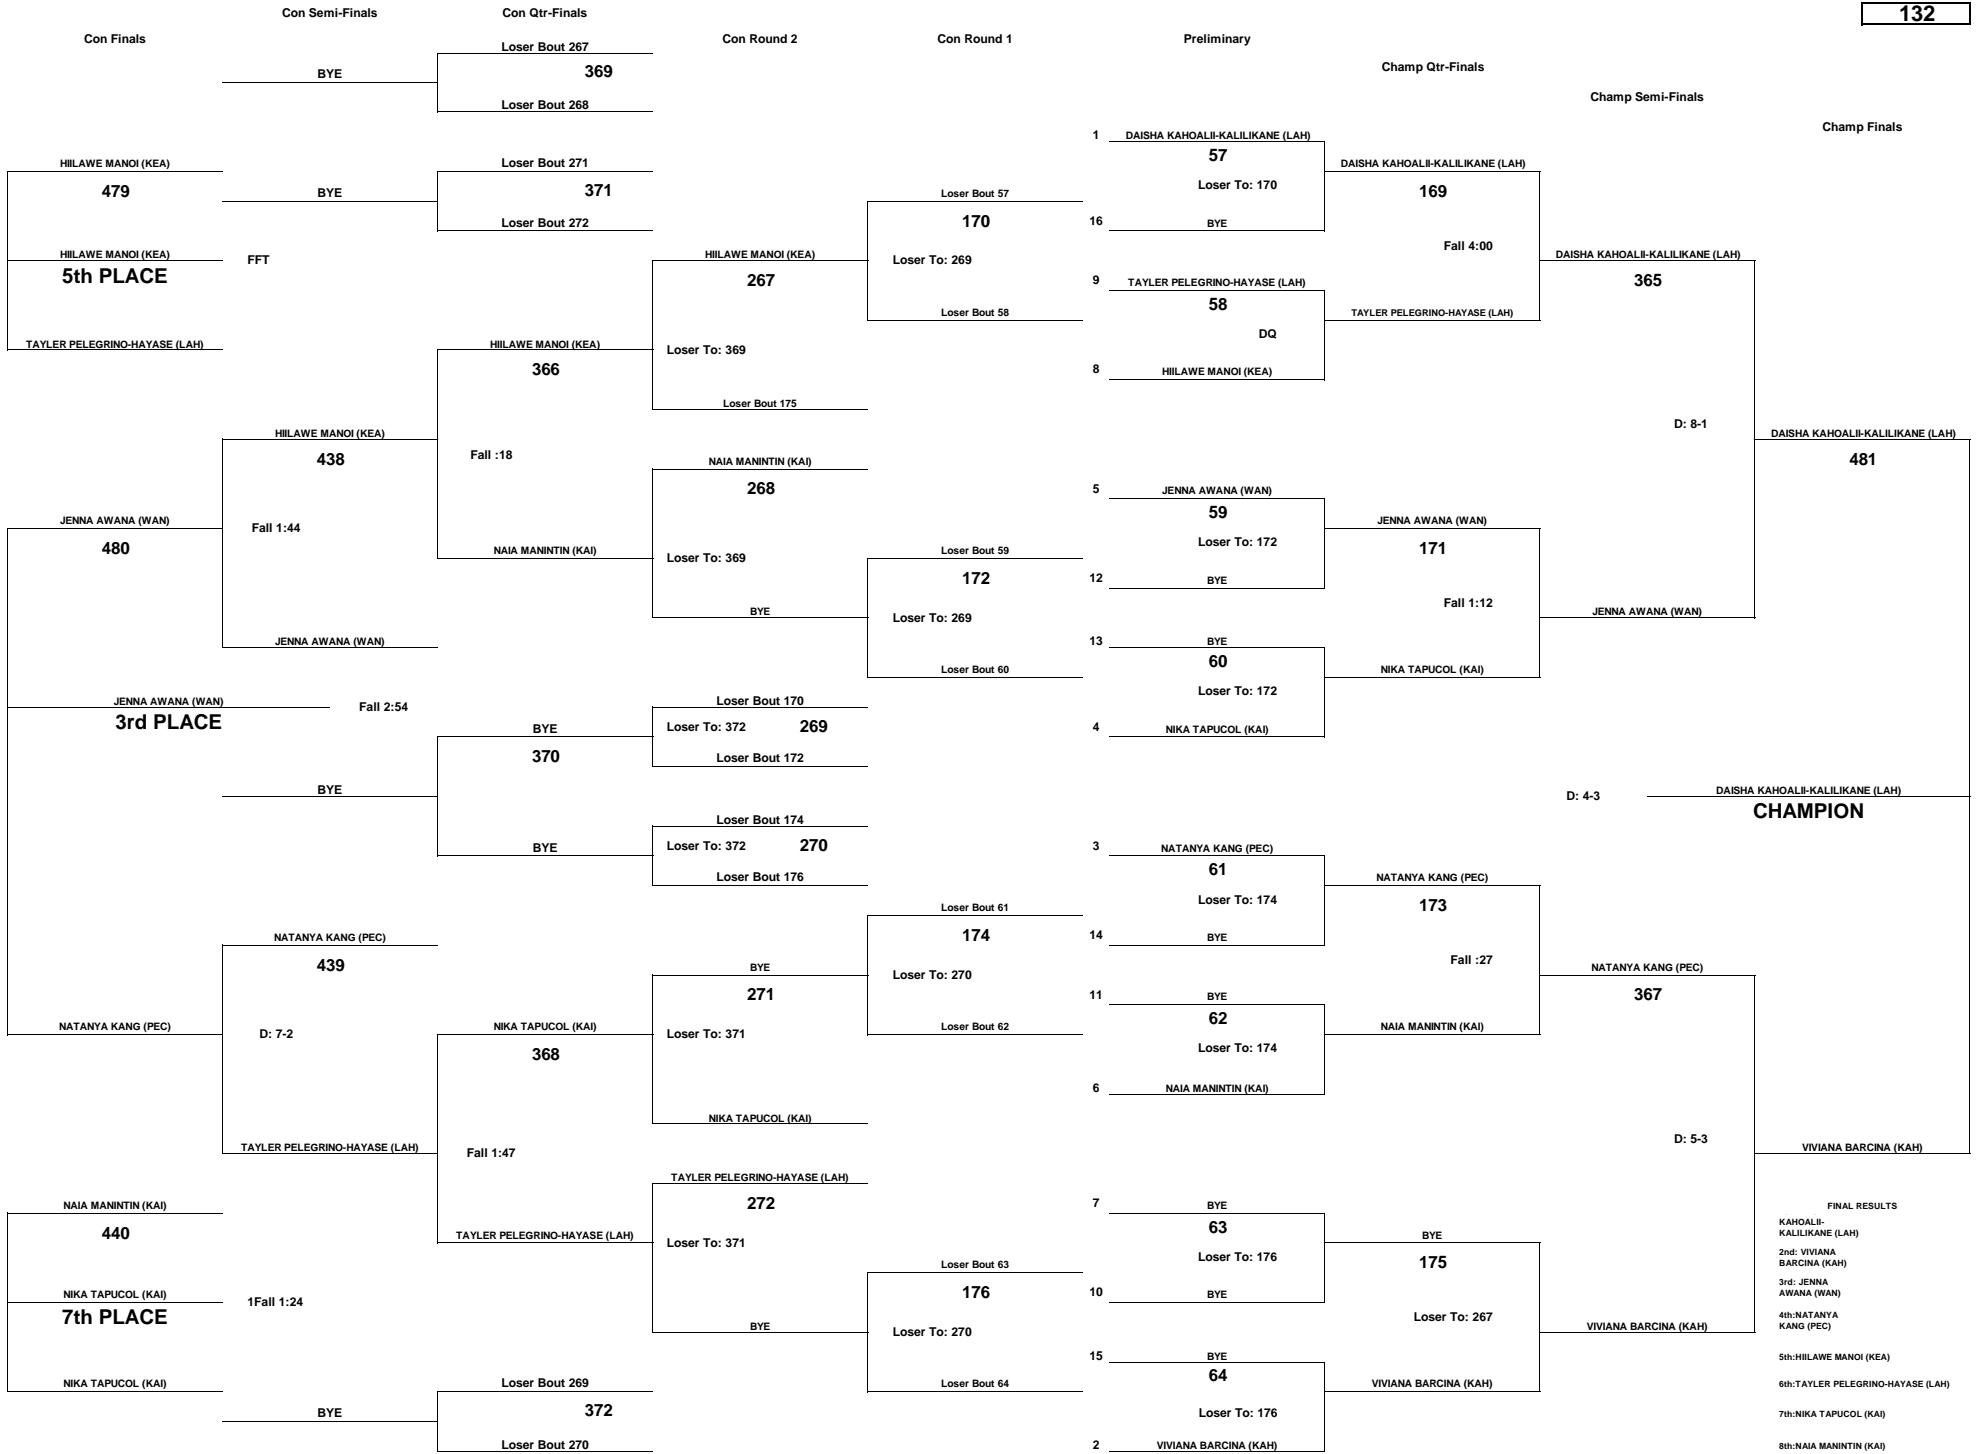 132
Con Semi-Finals
Con Qtr-Finals
Con Finals
Con Round 2
Con Round 1
Preliminary
Champ Qtr-Finals
Champ Semi-Finals
Champ Finals
Loser Bout 267
BYE
369
Loser Bout 268
HIILAWE MANOI (KEA)
479
HIILAWE MANOI (KEA)
5th PLACE
FFT
TAYLER PELEGRINO-HAYASE (LAH)
Loser Bout 271
BYE
371
Loser Bout 272
HIILAWE MANOI (KEA)
438
JENNA AWANA (WAN)
480
Fall 1:44
JENNA AWANA (WAN)
JENNA AWANA (WAN)
3rd PLACE
Fall 2:54
HIILAWE MANOI (KEA)
366
Fall :18
NAIA MANINTIN (KAI)
HIILAWE MANOI (KEA)
267
Loser To: 369
Loser Bout 175
NAIA MANINTIN (KAI)
268
Loser To: 369
BYE
Loser Bout 57
170
Loser To: 269
Loser Bout 58
Loser Bout 59
172
Loser To: 269
Loser Bout 60
Loser Bout 170
Loser To: 372 269
Loser Bout 172
BYE
370
BYE
BYE
Loser Bout 174
Loser To: 372 270
Loser Bout 176
NATANYA KANG (PEC)
439
NATANYA KANG (PEC)
D: 7-2
TAYLER PELEGRINO-HAYASE (LAH)
NIKA TAPUCOL (KAI)
368
Fall 1:47
TAYLER PELEGRINO-HAYASE (LAH)
BYE
271
Loser To: 371
NIKA TAPUCOL (KAI)
TAYLER PELEGRINO-HAYASE (LAH)
272
Loser To: 371
BYE
Loser Bout 61
174
Loser To: 270
Loser Bout 62
Loser Bout 63
176
Loser To: 270
Loser Bout 64
NAIA MANINTIN (KAI)
440
NIKA TAPUCOL (KAI)
7th PLACE
1Fall 1:24
NIKA TAPUCOL (KAI)
Loser Bout 269
BYE
372
Loser Bout 270
1 DAISHA KAHOALII-KALILIKANE (LAH)
57
Loser To: 170
16 BYE
9 TAYLER PELEGRINO-HAYASE (LAH)
58
DQ
8 HIILAWE MANOI (KEA)
5 JENNA AWANA (WAN)
59
Loser To: 172
12 BYE
13 BYE
60
Loser To: 172
4 NIKA TAPUCOL (KAI)
3 NATANYA KANG (PEC)
61
Loser To: 174
14 BYE
11 BYE
62
Loser To: 174
6 NAIA MANINTIN (KAI)
7 BYE
63
Loser To: 176
10 BYE
15 BYE
64
Loser To: 176
2 VIVIANA BARCINA (KAH)
DAISHA KAHOALII-KALILIKANE (LAH)
169
Fall 4:00
TAYLER PELEGRINO-HAYASE (LAH)
JENNA AWANA (WAN)
171
Fall 1:12
NIKA TAPUCOL (KAI)
NATANYA KANG (PEC)
173
Fall :27
NAIA MANINTIN (KAI)
BYE
175
Loser To: 267
VIVIANA BARCINA (KAH)
DAISHA KAHOALII-KALILIKANE (LAH)
365
D: 8-1
JENNA AWANA (WAN)
NATANYA KANG (PEC)
367
D: 5-3
VIVIANA BARCINA (KAH)
DAISHA KAHOALII-KALILIKANE (LAH)
481
D: 4-3
DAISHA KAHOALII-KALILIKANE (LAH)
CHAMPION
VIVIANA BARCINA (KAH)
FINAL RESULTS
KAHOALII-
KALILIKANE (LAH)
2nd: VIVIANA
BARCINA (KAH)
3rd: JENNA
AWANA (WAN)
4th:NATANYA
KANG (PEC)
5th:HIILAWE MANOI (KEA)
6th:TAYLER PELEGRINO-HAYASE (LAH)
7th:NIKA TAPUCOL (KAI)
8th:NAIA MANINTIN (KAI)